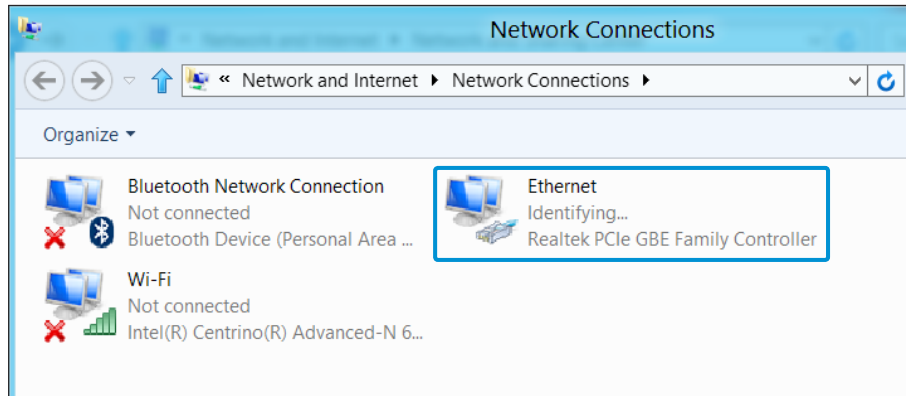 Network Connections
« Network and Internet Network Connections
Organize
Bluetooth Network Connection
Not connected
Bluetooth Device (Personal Area ...
Ethernet
Identifying...
Realtek PCIe GBE Family Controller
Wi-Fi
Not connected
Intel(R) Centrino(R) Advanced-N 6...